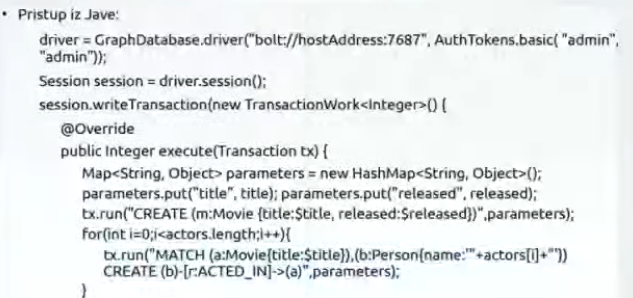 • Pristup iz Jave:
driver = GraphDatabase.driver("bolt://hostAddress:7687", AuthTokens.basic( "admin",
"admin"));
Session session = driver.session();
session.writeTransaction(new TransactionWork<Integer>() {
@Override
public Integer execute(Transaction tx) {
Map<String, Object> parameters = new HashMap<String, Object>();
parameters.put("title", title); parameters.put("released", released);
tx.run("CREATE (m:Movie {title:$title, released:$released})",parameters);
for(int i=0;i<actors.length;i++){
tx.run("MATCH (a:Movie{title:$title}),(b:Person{name:'"+actors[i]+"'})
CREATE (b)-[r:ACTED_IN]->(a)",parameters);
}